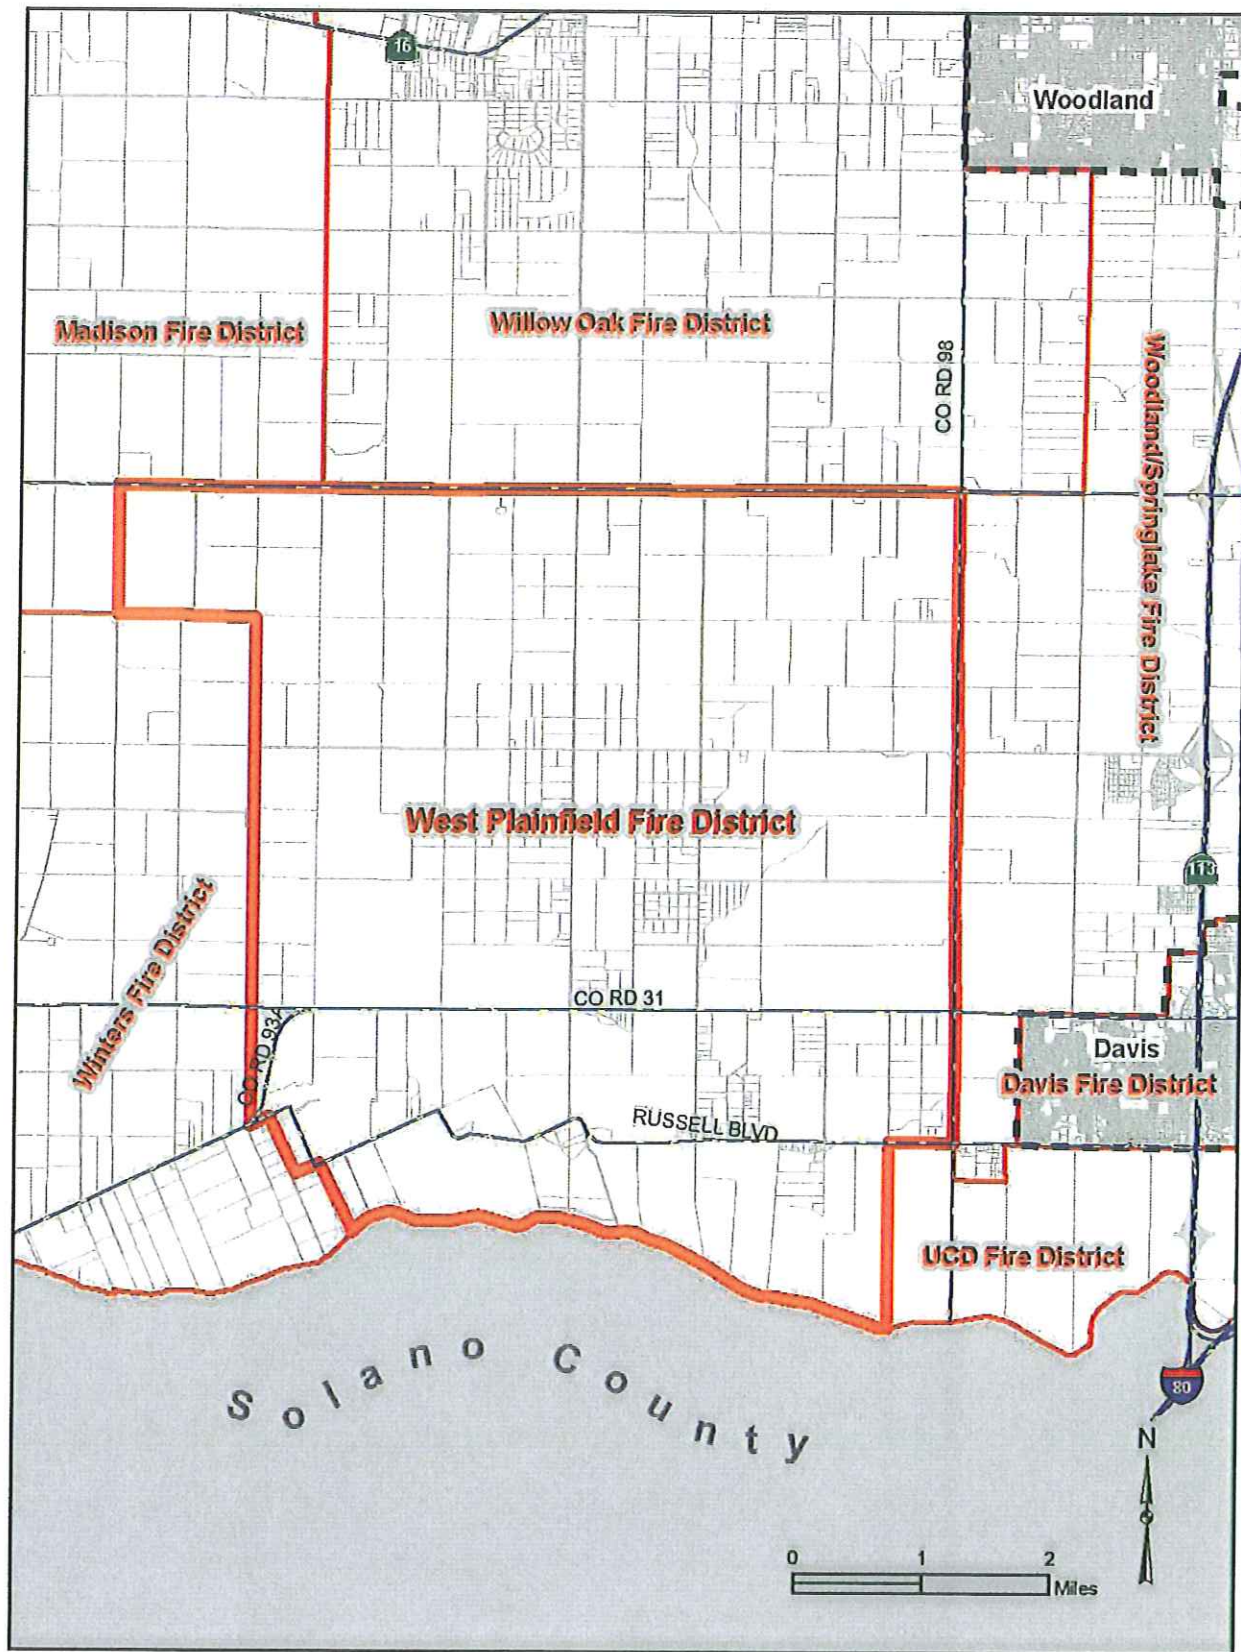 16
Woodland
Madison Fire District
Willow Oak Fire District
CO RD 98
Woodland/Springlake Fire District
West Plainfield Fire District
113
Winters Fire District
CO RD 31
CO RD 93A
Davis
Davis Fire District
RUSSELL BLVD
UCD Fire District
Solano County
80
N
0 1 2
Miles